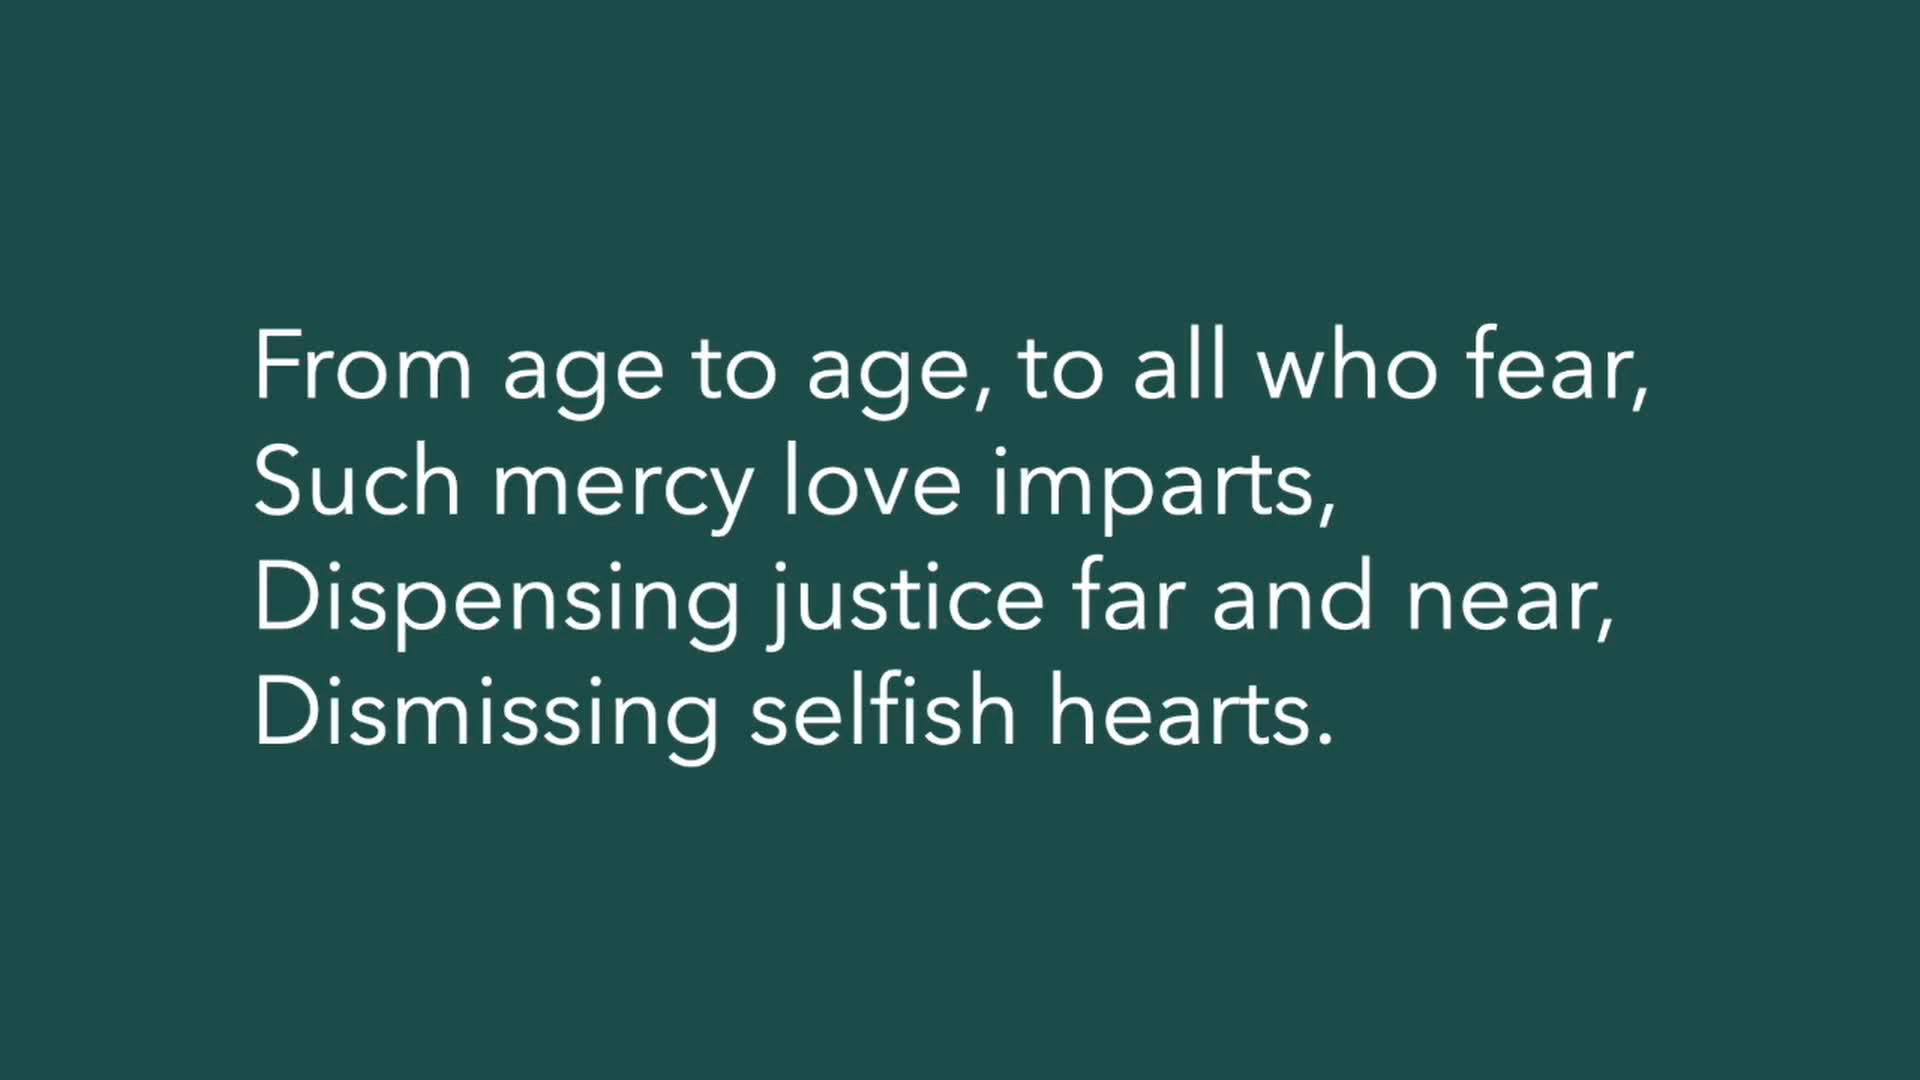 From age to age, to all who fear,
Such mercy love imparts,
Dispensing justice far and near,
Dismissing selfish hearts.